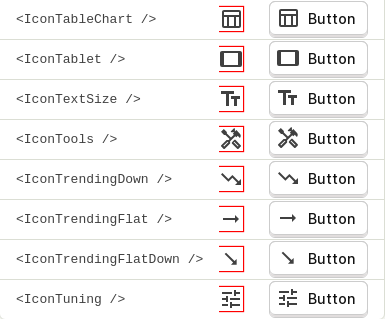 <IconTableChart /> Button
<IconTablet /> Button
<IconTextSize /> Button
<IconTools /> Button
<IconTrendingDown /> Button
<IconTrendingFlat /> Button
<IconTrendingFlatDown /> Button
<IconTuning /> Button